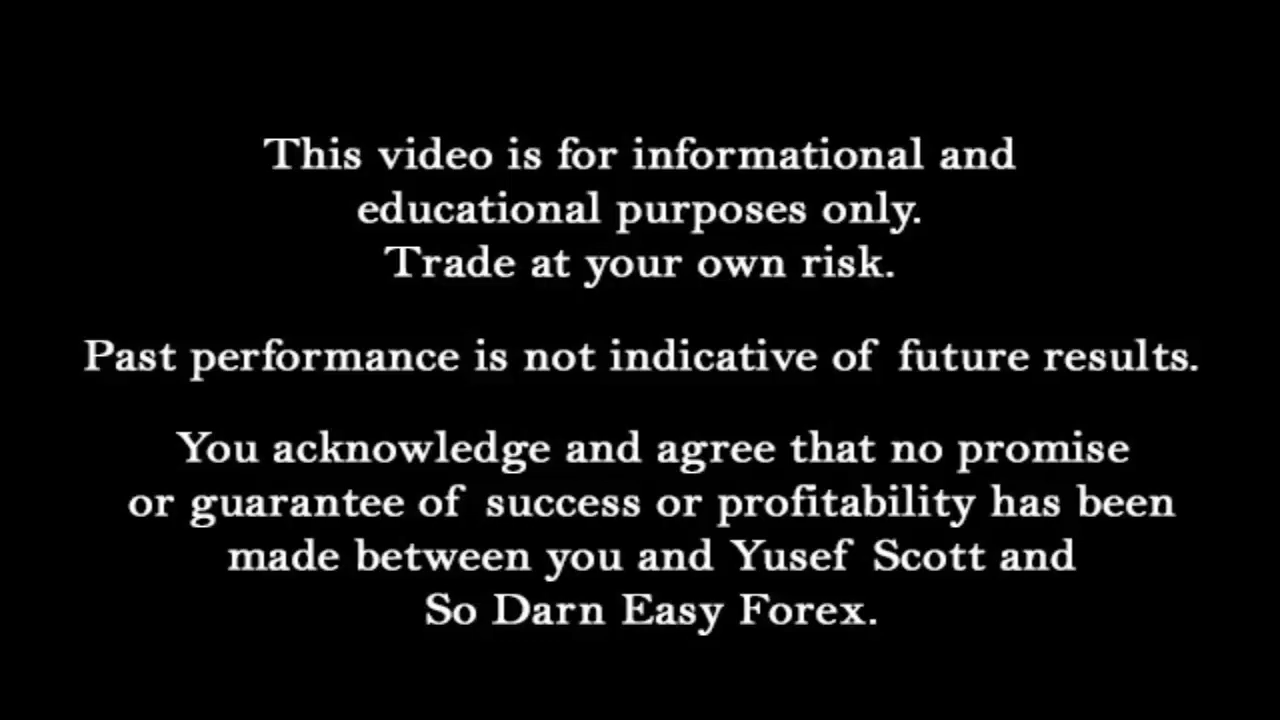 This video is for informational and
educational purposes only.
Trade at your own risk.
Past performance is not indicative of future results.
You acknowledge and agree that no promise
or guarantee of success or profitability has been
made between you and Yusef Scott and
So Darn Easy Forex.